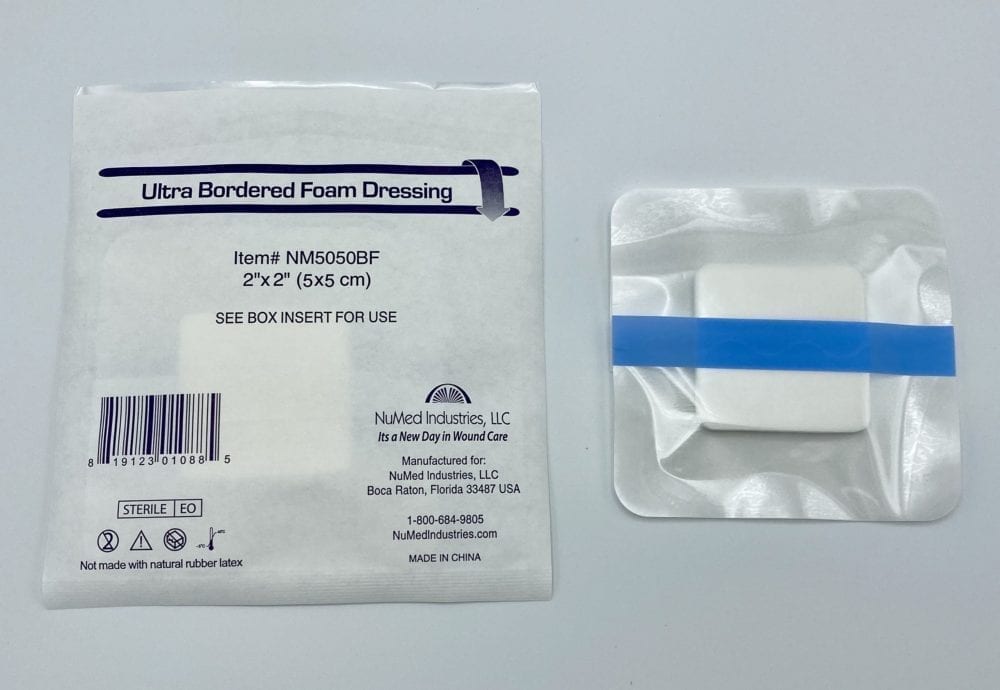 Ultra Bordered Foam Dressing
Item# NM5050BF
2"x 2" (5x5 cm)
SEE BOX INSERT FOR USE
NuMed Industries, LLC
Its a New Day in Wound Care
Manufactured for:
NuMed Industries, LLC
Boca Raton, Florida 33487 USA
1-800-684-9805
NuMedIndustries.com
MADE IN CHINA
8 19123 01088 5
STERILE EO
2
Not made with natural rubber latex